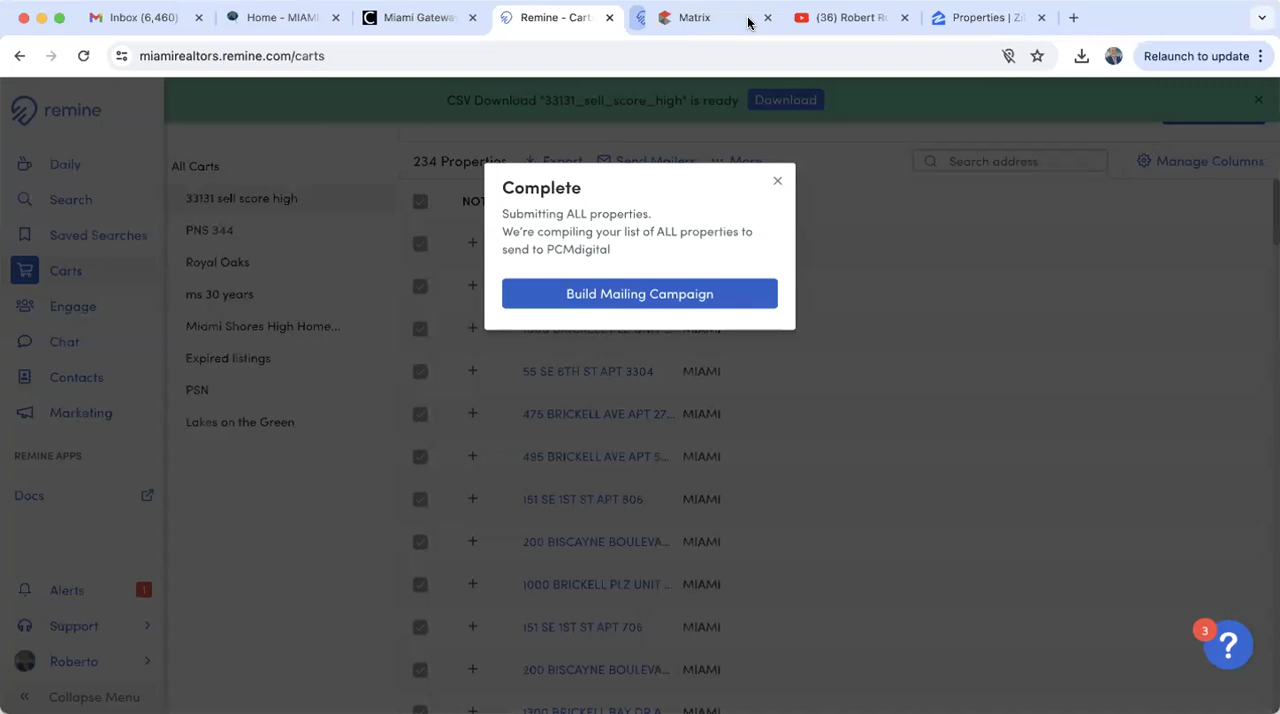 Inbox (6,460)
Home - MIAMI
Miami Gateway
Remine - Cart
Matrix
(36) Robert R
Properties | Zi
miamirealtors.remine.com/carts
Relaunch to update
remine
CSV Download "33131_sell_score_high" is ready
Download
Daily
Search
Saved Searches
Carts
Engage
Chat
Contacts
Marketing
REMINE APPS
Docs
Alerts
1
Support
Roberto
Collapse Menu
All Carts
33131 sell score high
PNS 344
Royal Oaks
ms 30 years
Miami Shores High Home...
Expired listings
PSN
Lakes on the Green
234 Properties
Export
Send Mailers
More
Search address
Manage Columns
Complete
Submitting ALL properties.
We're compiling your list of ALL properties to
send to PCMdigital
Build Mailing Campaign
55 SE 6TH ST APT 3304 MIAMI
475 BRICKELL AVE APT 27... MIAMI
495 BRICKELL AVE APT 5... MIAMI
151 SE 1ST ST APT 806 MIAMI
200 BISCAYNE BOULEVA... MIAMI
1000 BRICKELL PLZ UNIT ... MIAMI
151 SE 1ST ST APT 706 MIAMI
200 BISCAYNE BOULEVA... MIAMI
3